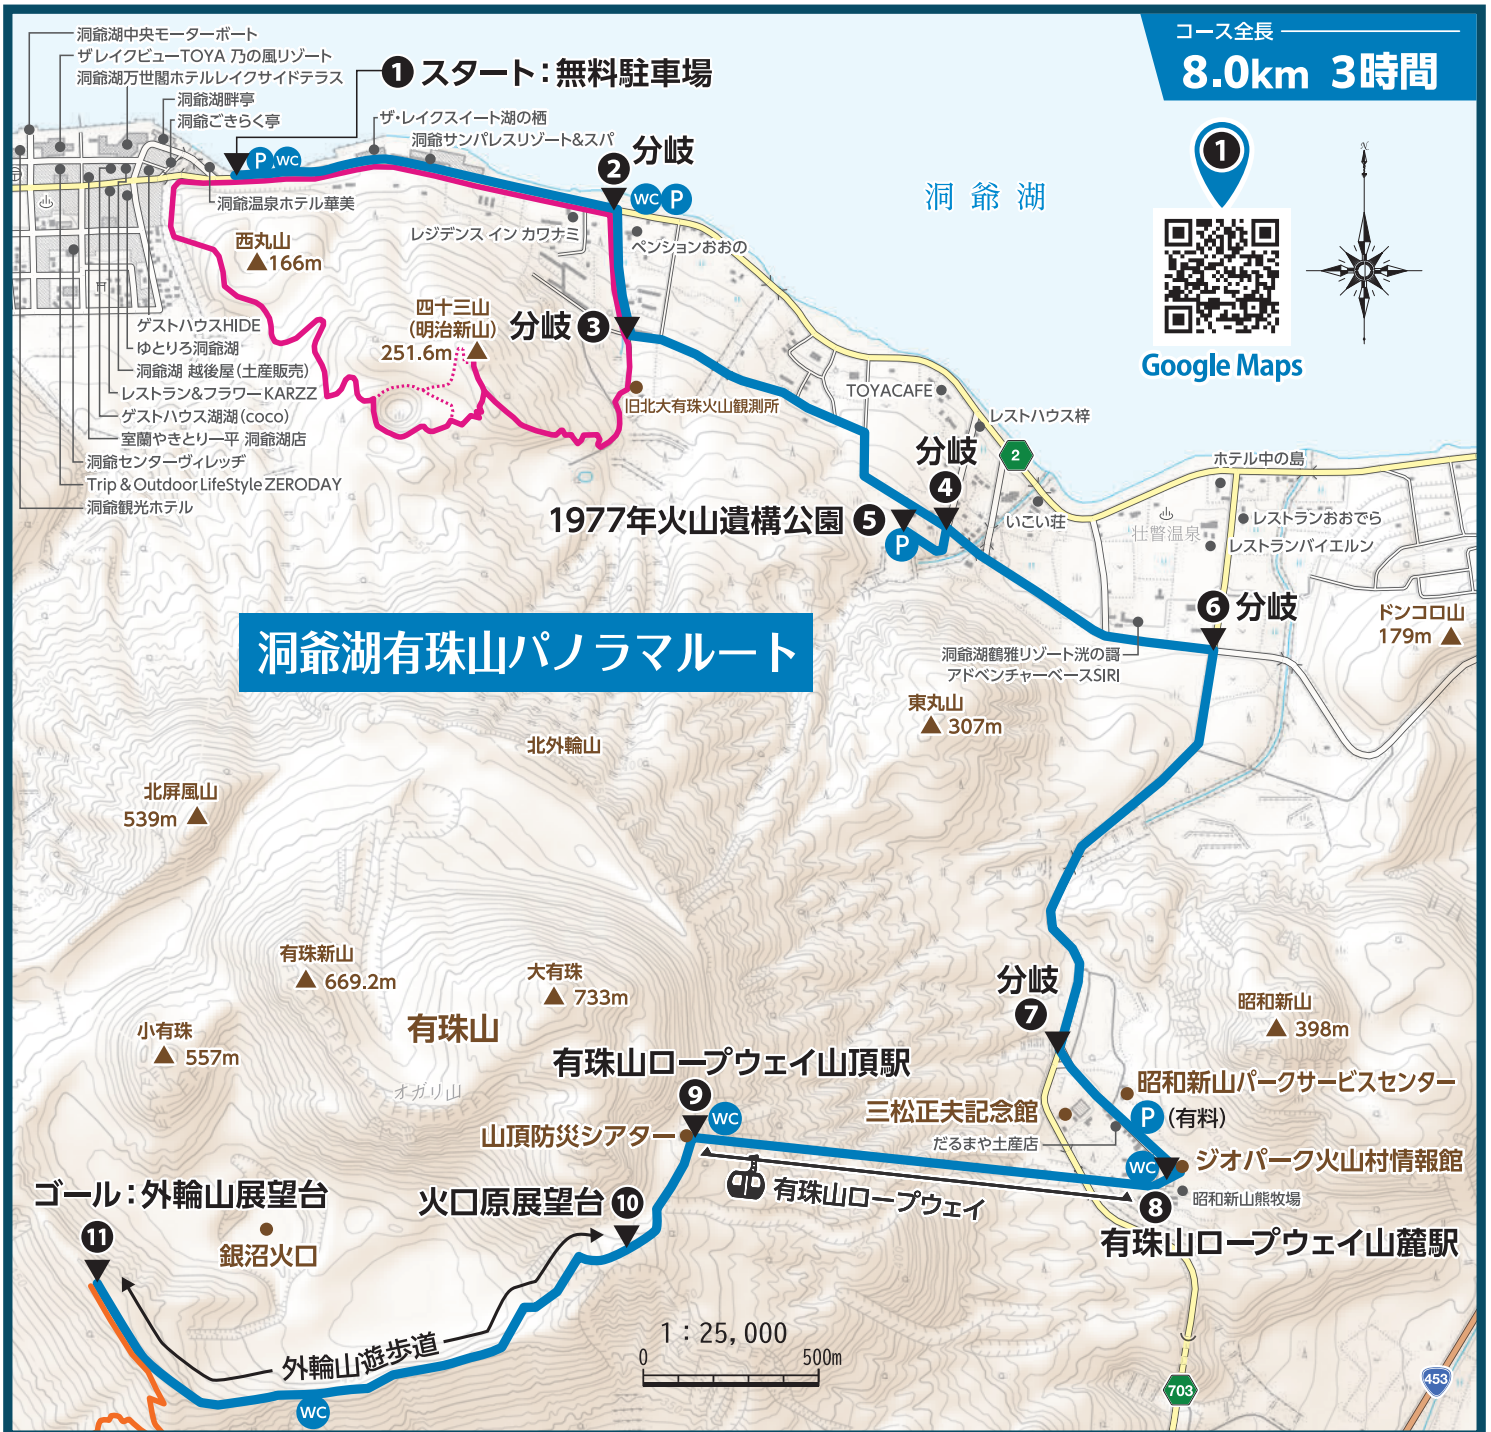 洞爺湖中央モーターボート
ザレイクビューTOYA 乃の風リゾート
洞爺湖万世閣ホテルレイクサイドテラス
洞爺湖畔亭
洞爺ごきらく亭
❶ スタート：無料駐車場
コース全長
8.0km 3時間
ザ・レイクスイート湖の栖
洞爺サンパレスリゾート&スパ
P WC
❷ 分岐
WC P
洞爺温泉ホテル華美
レジデンス イン カワナミ
ペンションおおの
洞爺湖
1
N
Google Maps
西丸山
166m
四十三山
(明治新山)
251.6m
分岐 ❸
旧北大有珠火山観測所
ゲストハウスHIDE
ゆとりろ洞爺湖
洞爺湖 越後屋(土産販売)
レストラン&フラワーKARZZ
ゲストハウス湖湖(coco)
室蘭やきとり一平 洞爺湖店
洞爺センターヴィレッヂ
Trip & Outdoor LifeStyle ZERODAY
洞爺観光ホテル
TOYACAFE
レストハウス梓
2
分岐
❹
1977年火山遺構公園 ❺
P
いこい荘
ホテル中の島
レストランおおでら
壮瞥温泉
レストランバイエルン
❻ 分岐
ドンコロ山
179m
洞爺湖有珠山パノラマルート
洞爺湖鶴雅リゾート洸の謌
アドベンチャーベースSIRI
東丸山
307m
北外輪山
北屏風山
539m
有珠新山
669.2m
大有珠
733m
小有珠
557m
有珠山
オガリ山
分岐
❼
昭和新山
398m
有珠山ロープウェイ山頂駅
❾
WC
山頂防災シアター
昭和新山パークサービスセンター
三松正夫記念館
P (有料)
だるまや土産店
WC
ジオパーク火山村情報館
昭和新山熊牧場
有珠山ロープウェイ
❽
有珠山ロープウェイ山麓駅
ゴール：外輪山展望台
⓫
銀沼火口
火口原展望台 ❿
外輪山遊歩道
WC
1：25,000
0 500m
703
453